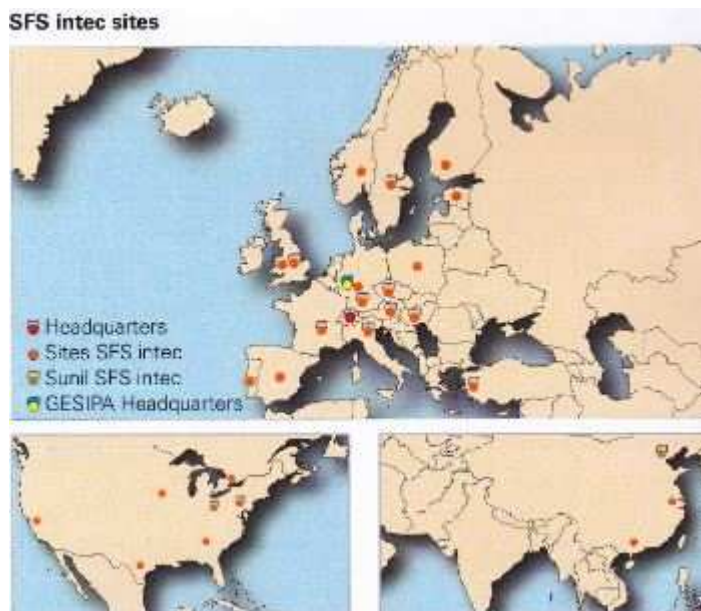 SFS intec sites
Headquarters
Sites SFS intec
Sunil SFS intec
GESIPA Headquarters